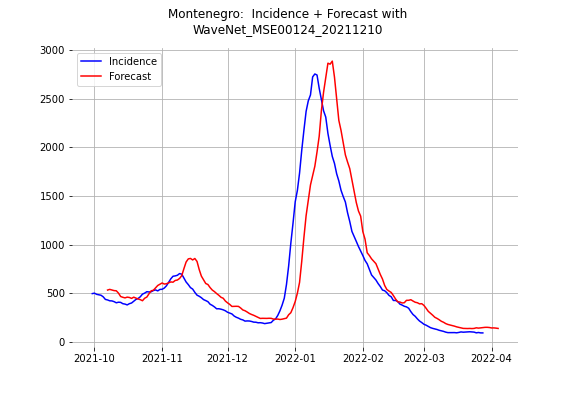 Montenegro:  Incidence + Forecast with
WaveNet_MSE00124_20211210
Incidence
Forecast
3000
2500
2000
1500
1000
500
0
2021-10 2021-11 2021-12 2022-01 2022-02 2022-03 2022-04